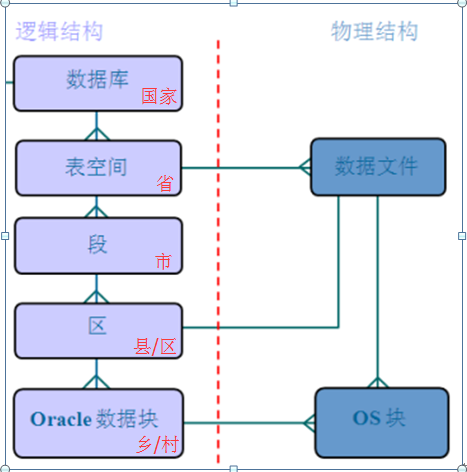 逻辑结构
物理结构
数据库
国家
表空间
省
数据文件
段
市
区
县/区
Oracle 数据块
乡/村
OS 块